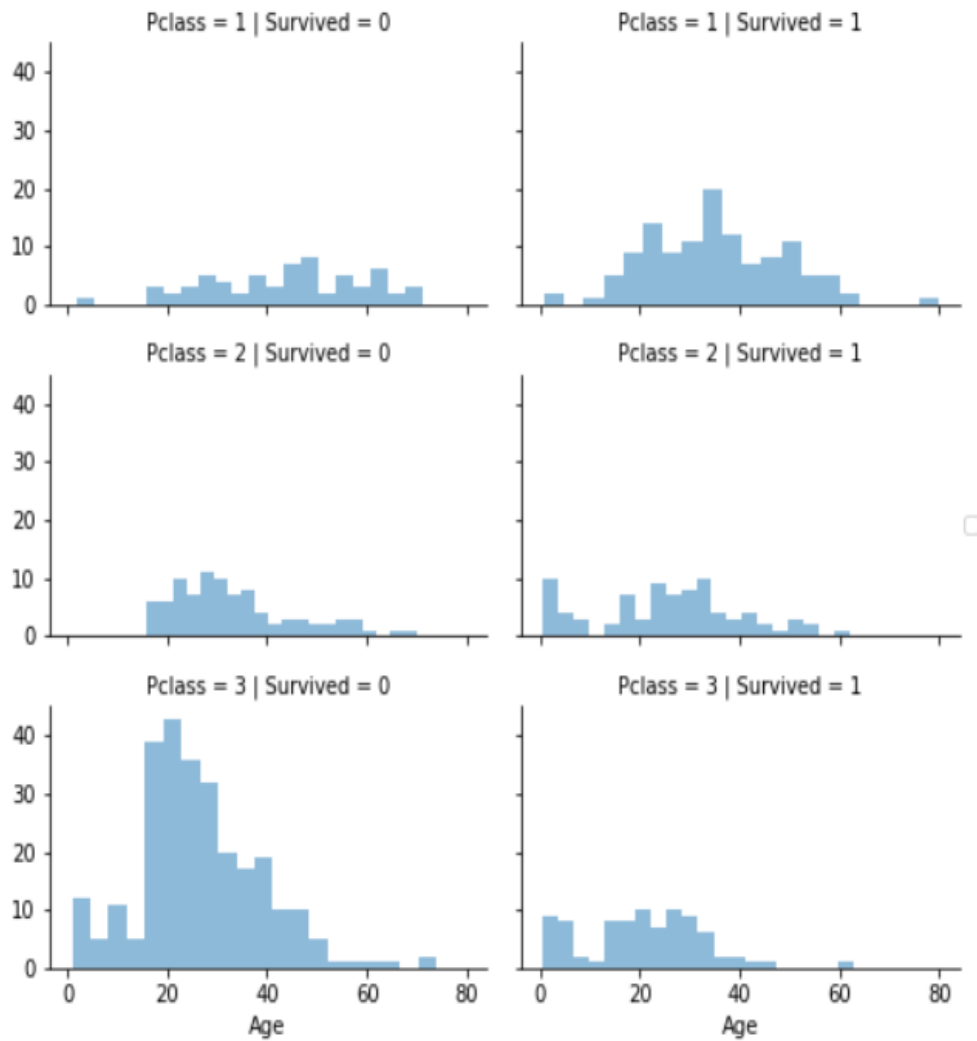 Pclass = 1 | Survived = 0
Pclass = 1 | Survived = 1
40
30
20
10
0
Pclass = 2 | Survived = 0
Pclass = 2 | Survived = 1
40
30
20
10
0
Pclass = 3 | Survived = 0
Pclass = 3 | Survived = 1
40
30
20
10
0
0 20 40 60 80
0 20 40 60 80
Age
Age